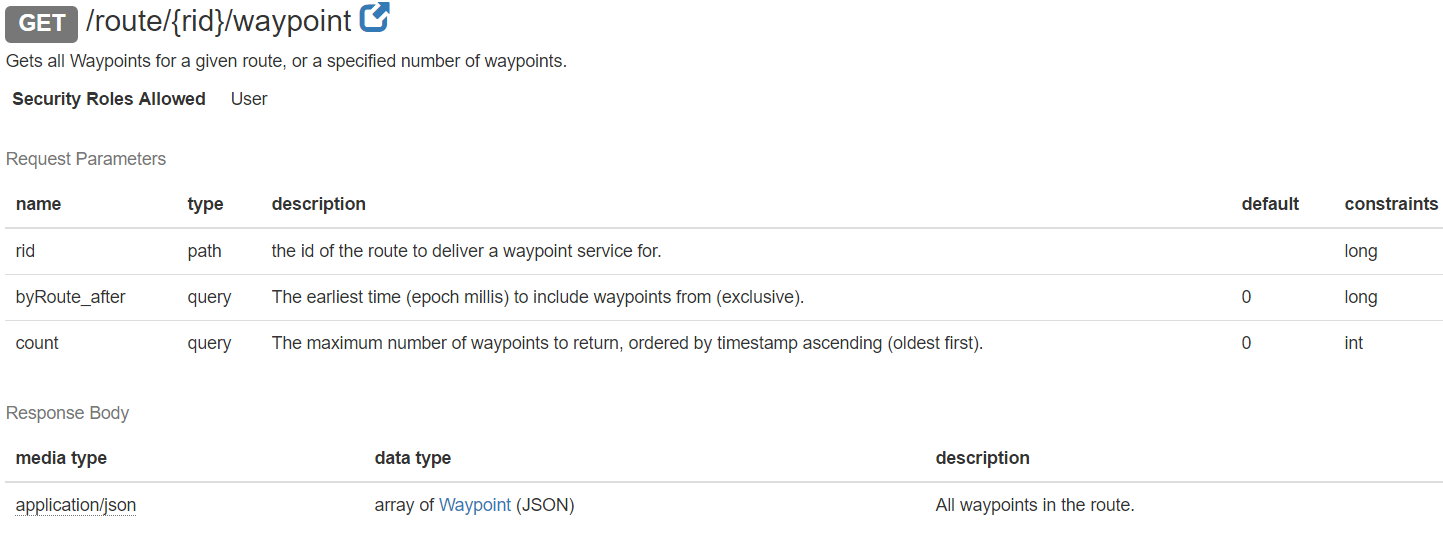 GET /route/{rid}/waypoint
Gets all Waypoints for a given route, or a specified number of waypoints.
Security Roles Allowed User
Request Parameters
name type description default constraints
rid path the id of the route to deliver a waypoint service for. long
byRoute_after query The earliest time (epoch millis) to include waypoints from (exclusive). 0 long
count query The maximum number of waypoints to return, ordered by timestamp ascending (oldest first). 0 int
Response Body
media type data type description
application/json array of Waypoint (JSON) All waypoints in the route.